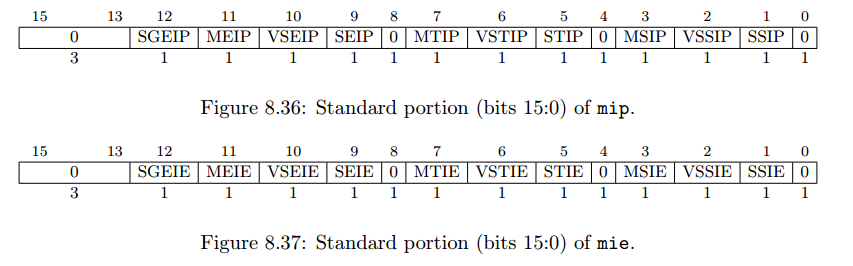 15 13 12 11 10 9 8 7 6 5 4 3 2 1 0
0 SGEIP MEIP VSEIP SEIP 0 MTIP VSTIP STIP 0 MSIP VSSIP SSIP 0
3 1 1 1 1 1 1 1 1 1 1 1 1 1
Figure 8.36: Standard portion (bits 15:0) of mip.
15 13 12 11 10 9 8 7 6 5 4 3 2 1 0
0 SGEIE MEIE VSEIE SEIE 0 MTIE VSTIE STIE 0 MSIE VSSIE SSIE 0
3 1 1 1 1 1 1 1 1 1 1 1 1 1
Figure 8.37: Standard portion (bits 15:0) of mie.